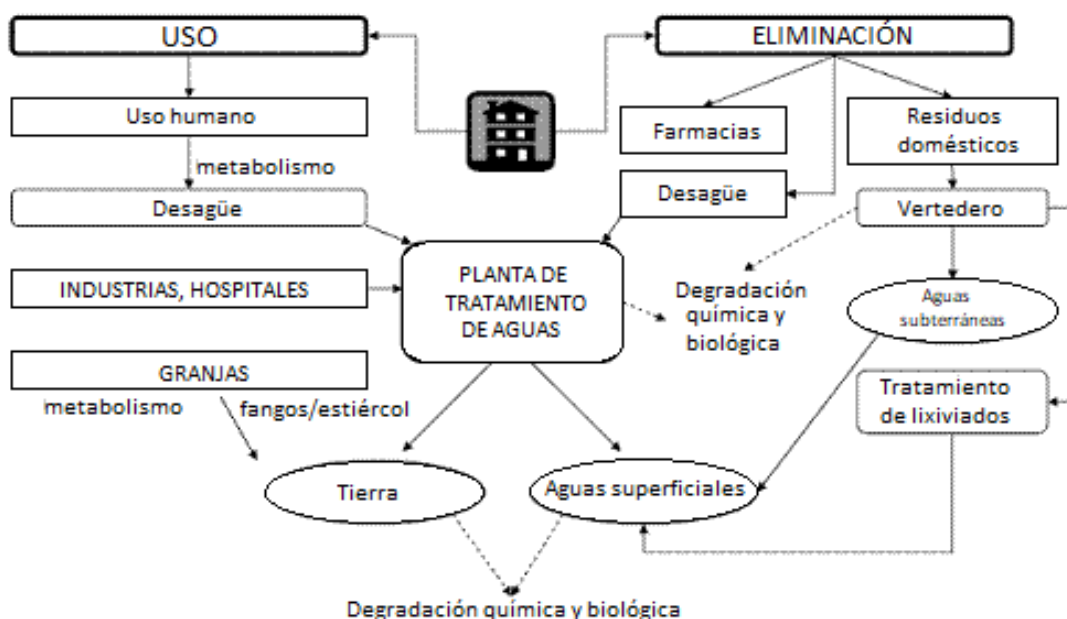 USO
ELIMINACIÓN
Uso humano
metabolismo
Desagüe
Farmacias
Residuos
domésticos
Desagüe
Vertedero
INDUSTRIAS, HOSPITALES
PLANTA DE
TRATAMIENTO
DE AGUAS
Degradación
química y
biológica
Aguas
subterráneas
GRANJAS
metabolismo
fangos/estiércol
Tratamiento
de lixiviados
Tierra
Aguas superficiales
Degradación química y biológica